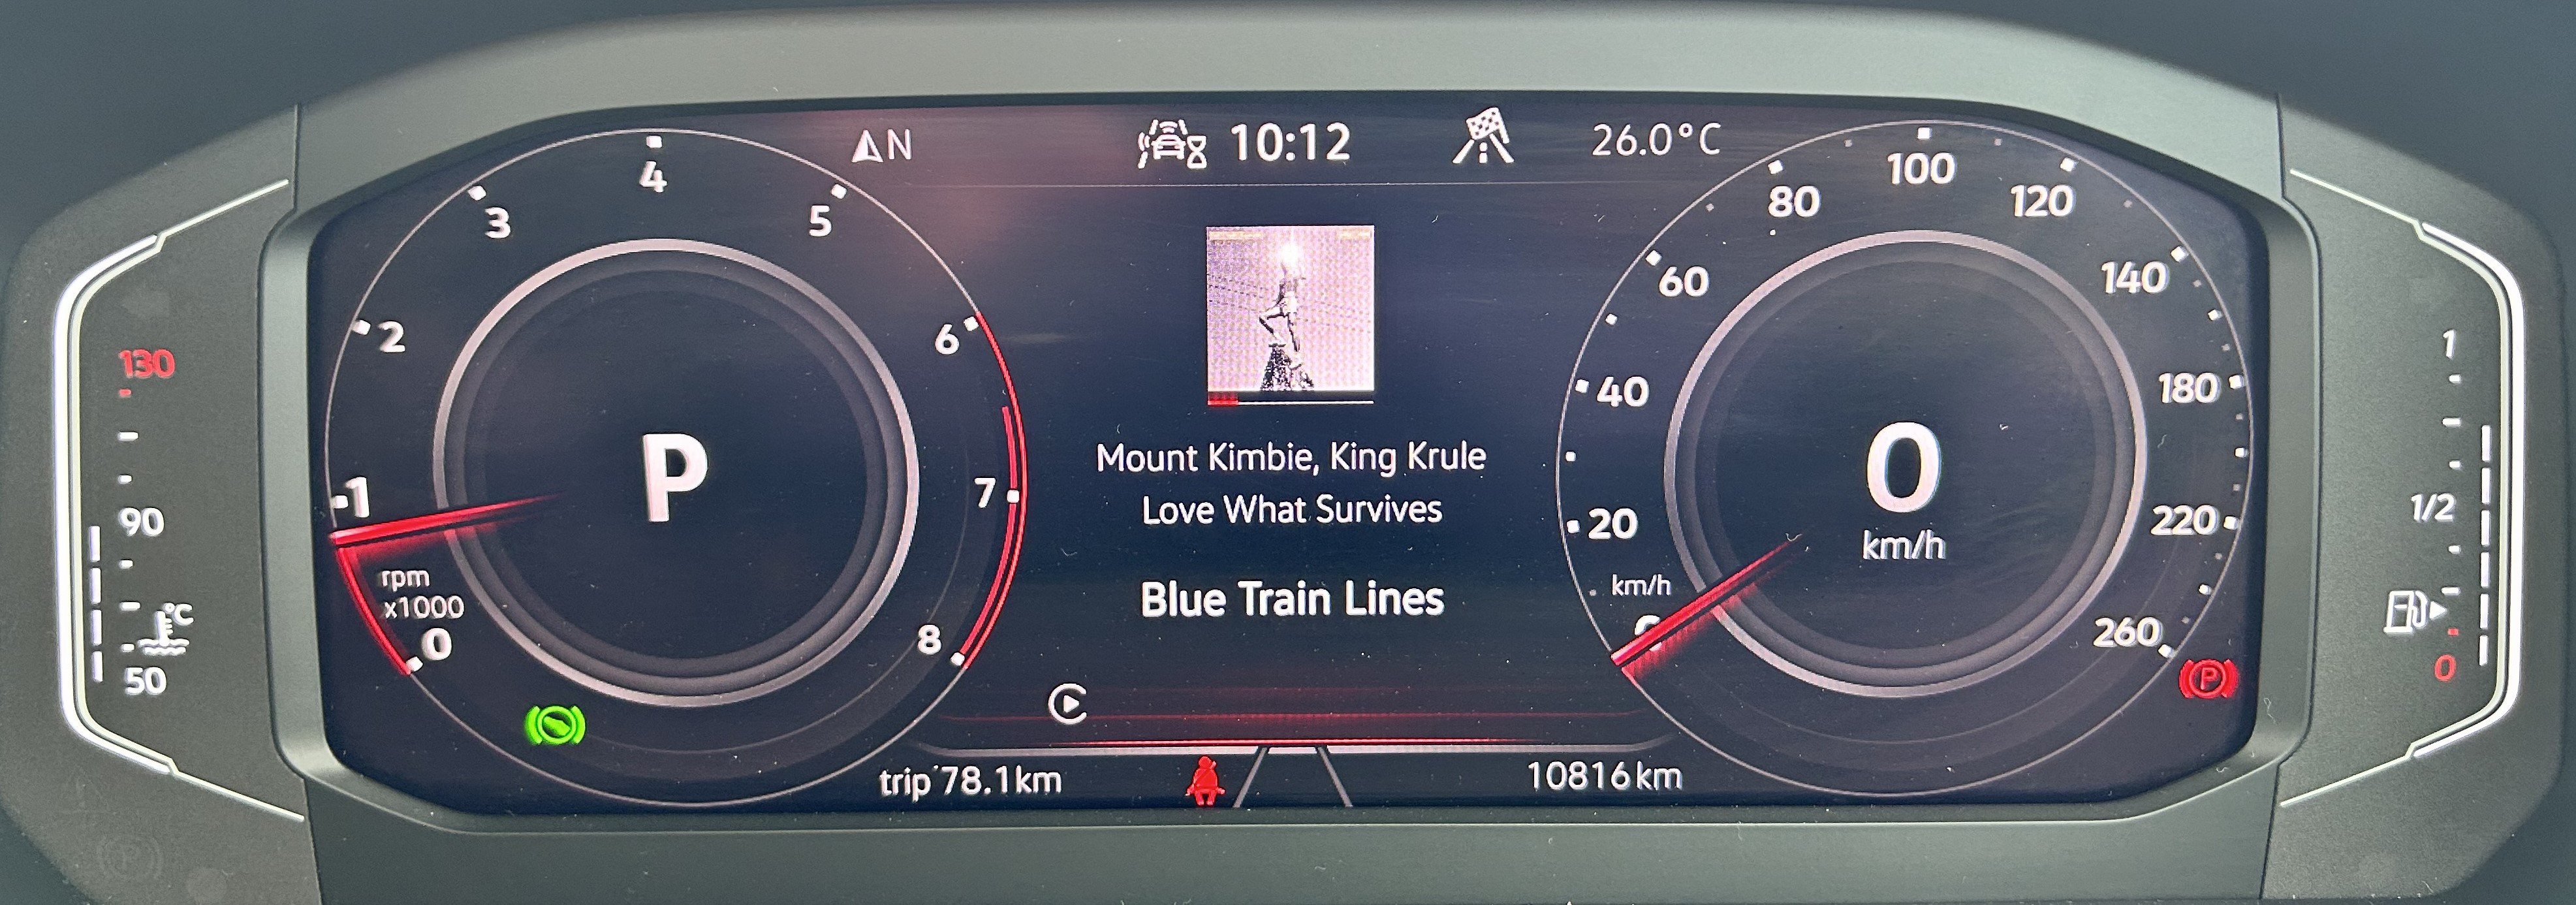 N
10:12
26.0°C
130
90
50
°C
-1
2
3
4
5
6
7
8
rpm
x1000
0
P
Mount Kimbie, King Krule
Love What Survives
Blue Train Lines
20
40
60
80
100
120
140
180
220
260
km/h
0
km/h
P
1
1/2
0
trip 78.1km
10816km